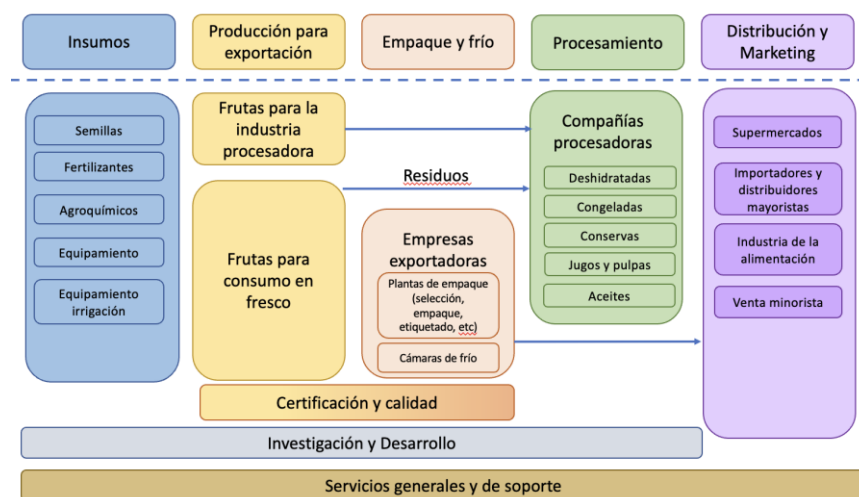 Insumos
Producción para
exportación
Empaque y frío
Procesamiento
Distribución y
Marketing
Semillas
Fertilizantes
Agroquímicos
Equipamiento
Equipamiento
irrigación
Frutas para la
industria
procesadora
Frutas para
consumo en
fresco
Residuos
Empresas
exportadoras
Plantas de empaque
(selección,
empaque,
etiquetado, etc)
Cámaras de frío
Compañías
procesadoras
Deshidratadas
Congeladas
Conservas
Jugos y pulpas
Aceites
Supermercados
Importadores y
distribuidores
mayoristas
Industria de la
alimentación
Venta minorista
Certificación y calidad
Investigación y Desarrollo
Servicios generales y de soporte